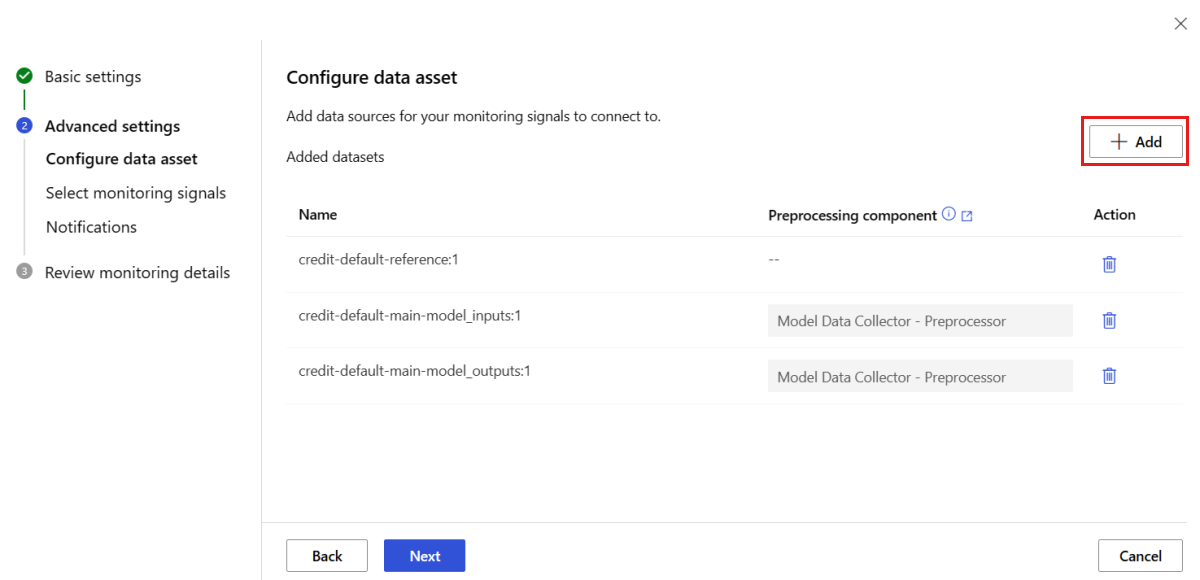 Basic settings
2
Advanced settings
Configure data asset
Select monitoring signals
Notifications
3
Review monitoring details
Configure data asset
Add data sources for your monitoring signals to connect to.
Added datasets
Add
Name Preprocessing component Action
credit-default-reference:1 --
credit-default-main-model_inputs:1 Model Data Collector - Preprocessor
credit-default-main-model_outputs:1 Model Data Collector - Preprocessor
Back Next Cancel